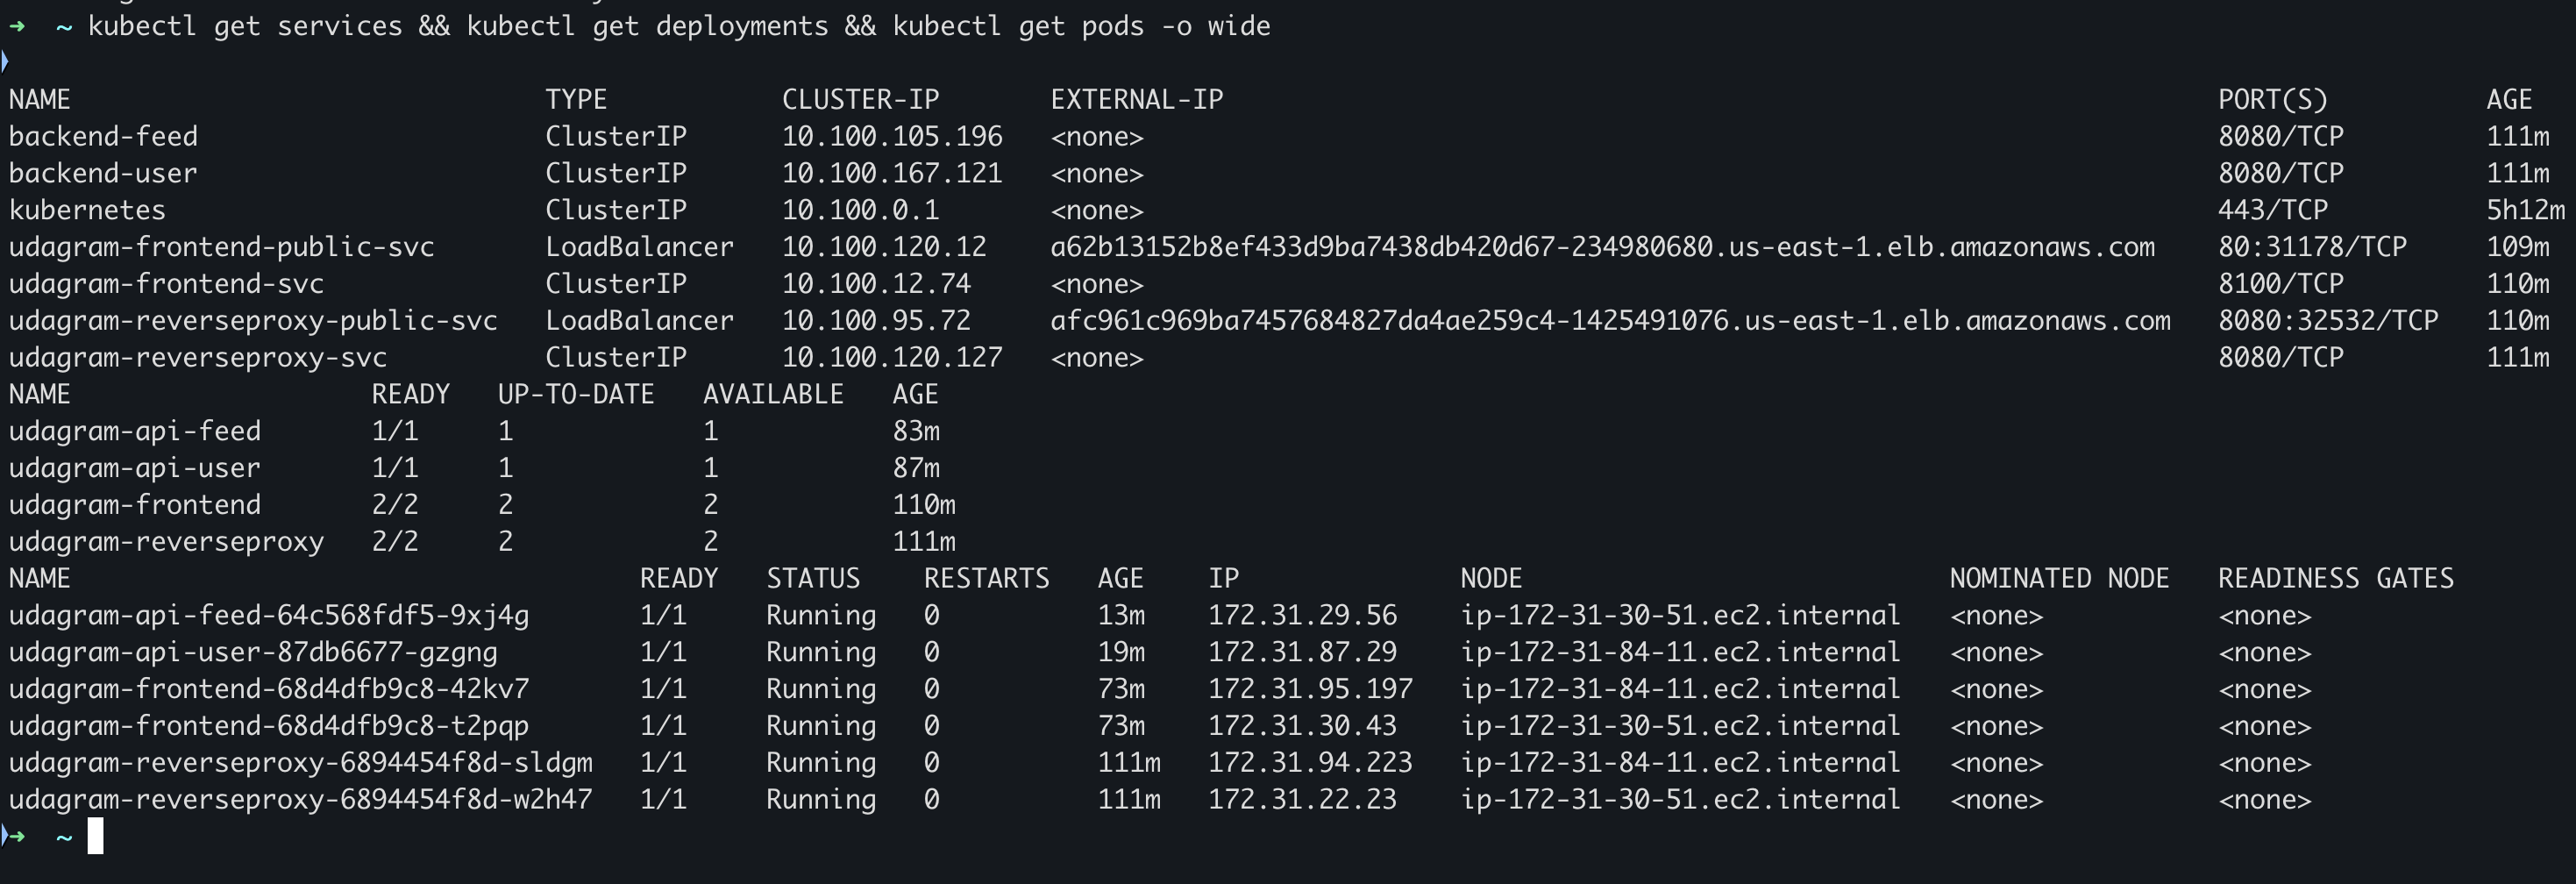 ➜  ~ kubectl get services && kubectl get deployments && kubectl get pods -o wide
NAME                              TYPE           CLUSTER-IP       EXTERNAL-IP                                                               PORT(S)          AGE
backend-feed                      ClusterIP      10.100.105.196   <none>                                                                    8080/TCP         111m
backend-user                      ClusterIP      10.100.167.121   <none>                                                                    8080/TCP         111m
kubernetes                        ClusterIP      10.100.0.1       <none>                                                                    443/TCP          5h12m
udagram-frontend-public-svc       LoadBalancer   10.100.120.12    a62b13152b8ef433d9ba7438db420d67-234980680.us-east-1.elb.amazonaws.com    80:31178/TCP     109m
udagram-frontend-svc              ClusterIP      10.100.12.74     <none>                                                                    8100/TCP         110m
udagram-reverseproxy-public-svc   LoadBalancer   10.100.95.72     afc961c969ba7457684827da4ae259c4-1425491076.us-east-1.elb.amazonaws.com   8080:32532/TCP   110m
udagram-reverseproxy-svc          ClusterIP      10.100.120.127   <none>                                                                    8080/TCP         111m
NAME                   READY   UP-TO-DATE   AVAILABLE   AGE
udagram-api-feed       1/1     1            1           83m
udagram-api-user       1/1     1            1           87m
udagram-frontend       2/2     2            2           110m
udagram-reverseproxy   2/2     2            2           111m
NAME                                    READY   STATUS    RESTARTS   AGE    IP              NODE                           NOMINATED NODE   READINESS GATES
udagram-api-feed-64c568fdf5-9xj4g       1/1     Running   0          13m    172.31.29.56    ip-172-31-30-51.ec2.internal   <none>           <none>
udagram-api-user-87db6677-gzgng         1/1     Running   0          19m    172.31.87.29    ip-172-31-84-11.ec2.internal   <none>           <none>
udagram-frontend-68d4dfb9c8-42kv7       1/1     Running   0          73m    172.31.95.197   ip-172-31-84-11.ec2.internal   <none>           <none>
udagram-frontend-68d4dfb9c8-t2pqp       1/1     Running   0          73m    172.31.30.43    ip-172-31-30-51.ec2.internal   <none>           <none>
udagram-reverseproxy-6894454f8d-sldgm   1/1     Running   0          111m   172.31.94.223   ip-172-31-84-11.ec2.internal   <none>           <none>
udagram-reverseproxy-6894454f8d-w2h47   1/1     Running   0          111m   172.31.22.23    ip-172-31-30-51.ec2.internal   <none>           <none>
➜  ~